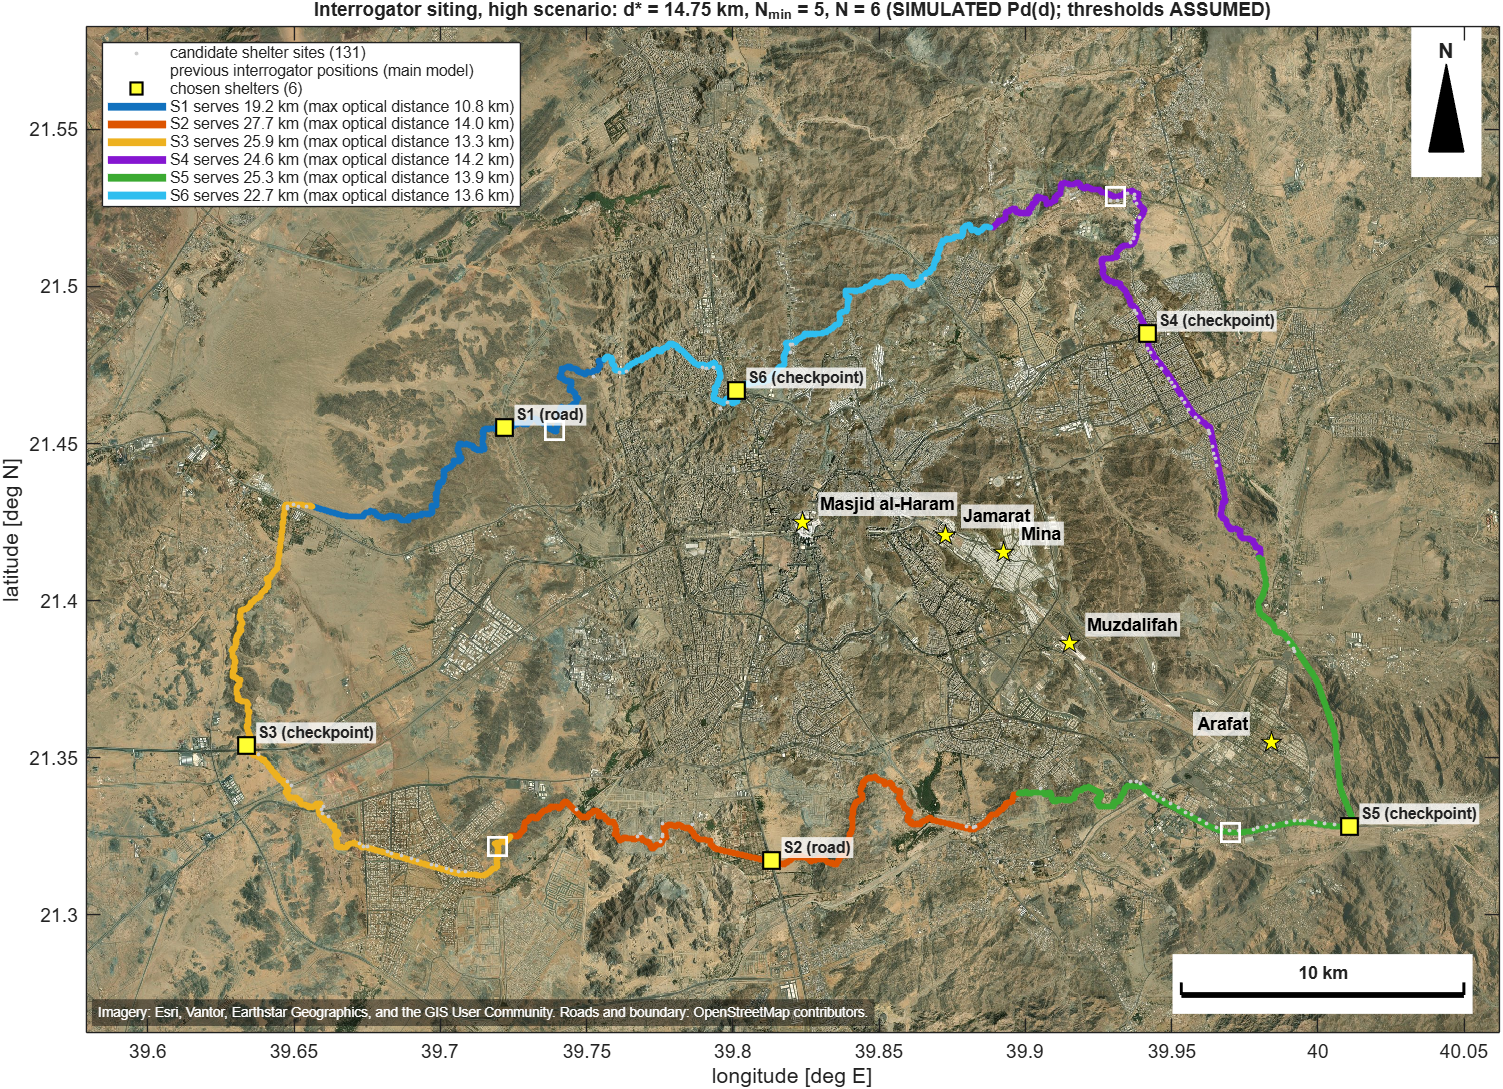 Interrogator siting, high scenario: d* = 14.75 km, Nmin = 5, N = 6 (SIMULATED Pd(d); thresholds ASSUMED)
candidate shelter sites (131)
previous interrogator positions (main model)
chosen shelters (6)
S1 serves 19.2 km (max optical distance 10.8 km)
S2 serves 27.7 km (max optical distance 14.0 km)
S3 serves 25.9 km (max optical distance 13.3 km)
S4 serves 24.6 km (max optical distance 14.2 km)
S5 serves 25.3 km (max optical distance 13.9 km)
S6 serves 22.7 km (max optical distance 13.6 km)
N
21.55
21.5
21.45
21.4
21.35
21.3
latitude [deg N]
S4 (checkpoint)
S6 (checkpoint)
S1 (road)
Masjid al-Haram
Jamarat
Mina
Muzdalifah
Arafat
S3 (checkpoint)
S5 (checkpoint)
S2 (road)
10 km
Imagery: Esri, Vantor, Earthstar Geographics, and the GIS User Community. Roads and boundary: OpenStreetMap contributors.
39.6
39.65
39.7
39.75
39.8
39.85
39.9
39.95
40
40.05
longitude [deg E]